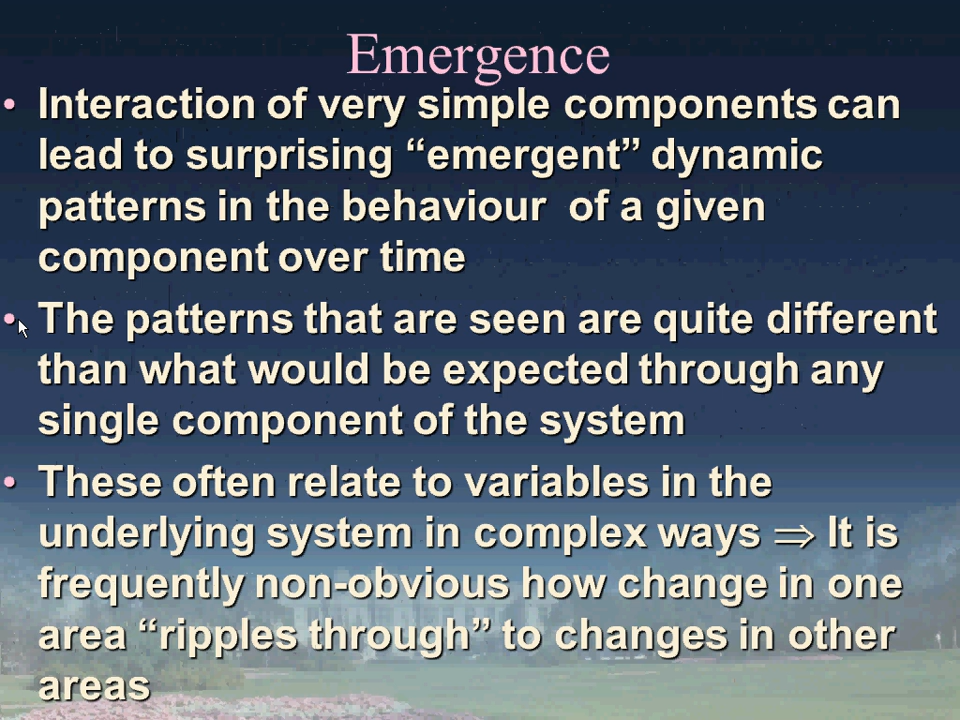 Emergence
• Interaction of very simple components can
lead to surprising “emergent” dynamic
patterns in the behaviour  of a given
component over time
• The patterns that are seen are quite different
than what would be expected through any
single component of the system
• These often relate to variables in the
underlying system in complex ways ⇒ It is
frequently non-obvious how change in one
area “ripples through” to changes in other
areas